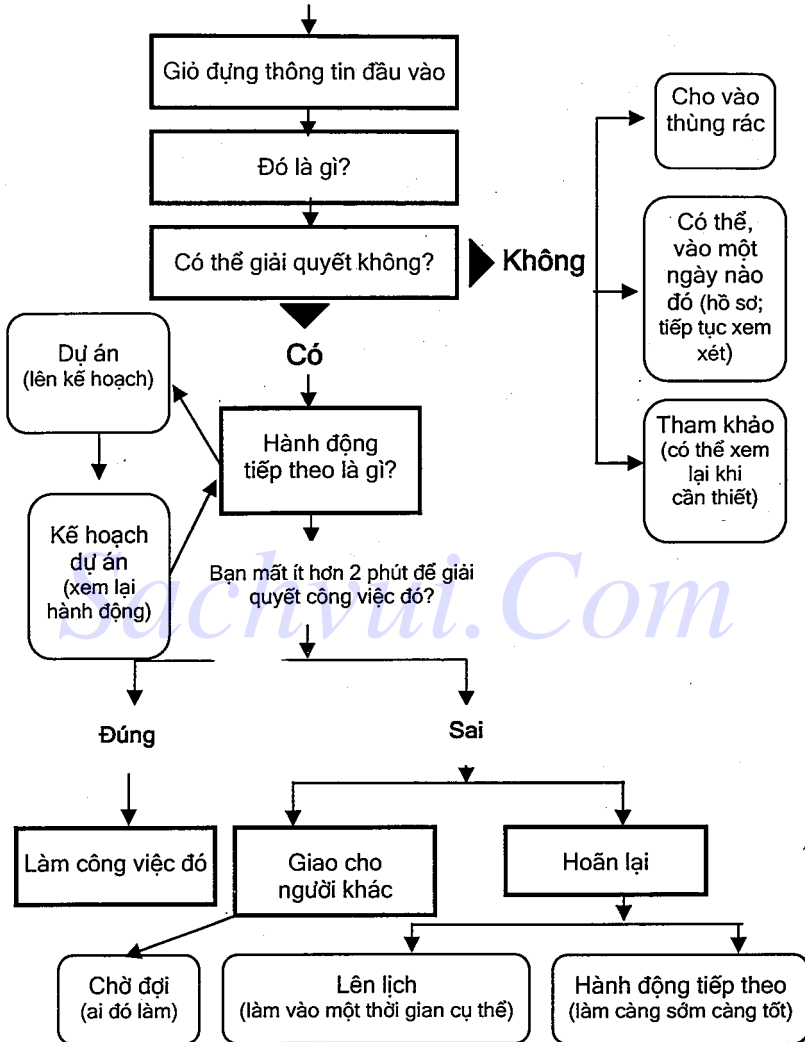 Giỏ đựng thông tin đầu vào
Đó là gì?
Có thể giải quyết không?
Không
Cho vào
thùng rác
Có thể,
vào một
ngày nào
đó (hồ sơ;
tiếp tục xem
xét)
Tham khảo
(có thể xem
lại khi
cần thiết)
Có
Dự án
(lên kế hoạch)
Hành động
tiếp theo là gì?
Kế hoạch
dự án
(xem lại
hành động)
Bạn mất ít hơn 2 phút để giải
quyết công việc đó?
Sachvui.Com
Đúng
Sai
Làm công việc đó
Giao cho
người khác
Hoãn lại
Chờ đợi
(ai đó làm)
Lên lịch
(làm vào một thời gian cụ thể)
Hành động tiếp theo
(làm càng sớm càng tốt)